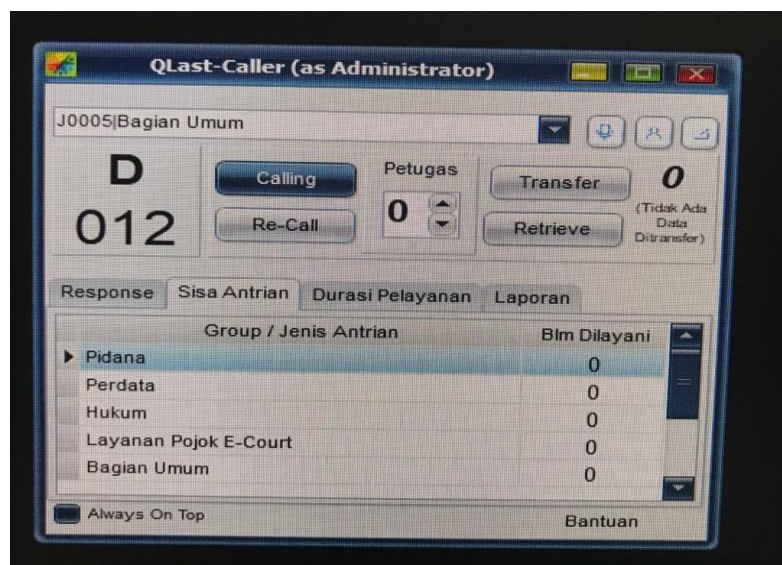 QLast-Caller (as Administrator)
J0005|Bagian Umum
D
012
Calling
Re-Call
Petugas
0
Transfer
Retrieve
0
(Tidak Ada
Data
Ditransfer)
Response Sisa Antrian Durasi Pelayanan Laporan
Group / Jenis Antrian Blm Dilayani
Pidana 0
Perdata 0
Hukum 0
Layanan Pojok E-Court 0
Bagian Umum 0
Always On Top Bantuan